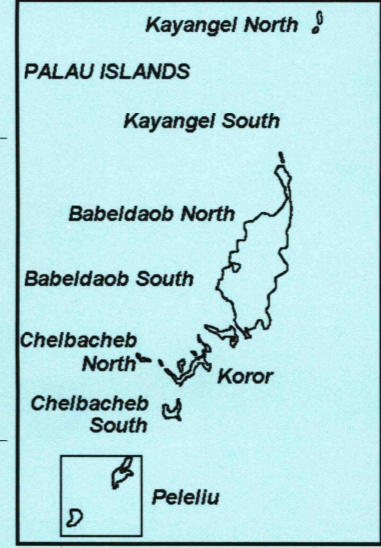 Kayangel North
PALAU ISLANDS
Kayangel South
Babeldaob North
Babeldaob South
Chelbacheb
North
Koror
Chelbacheb
South
Peleliu